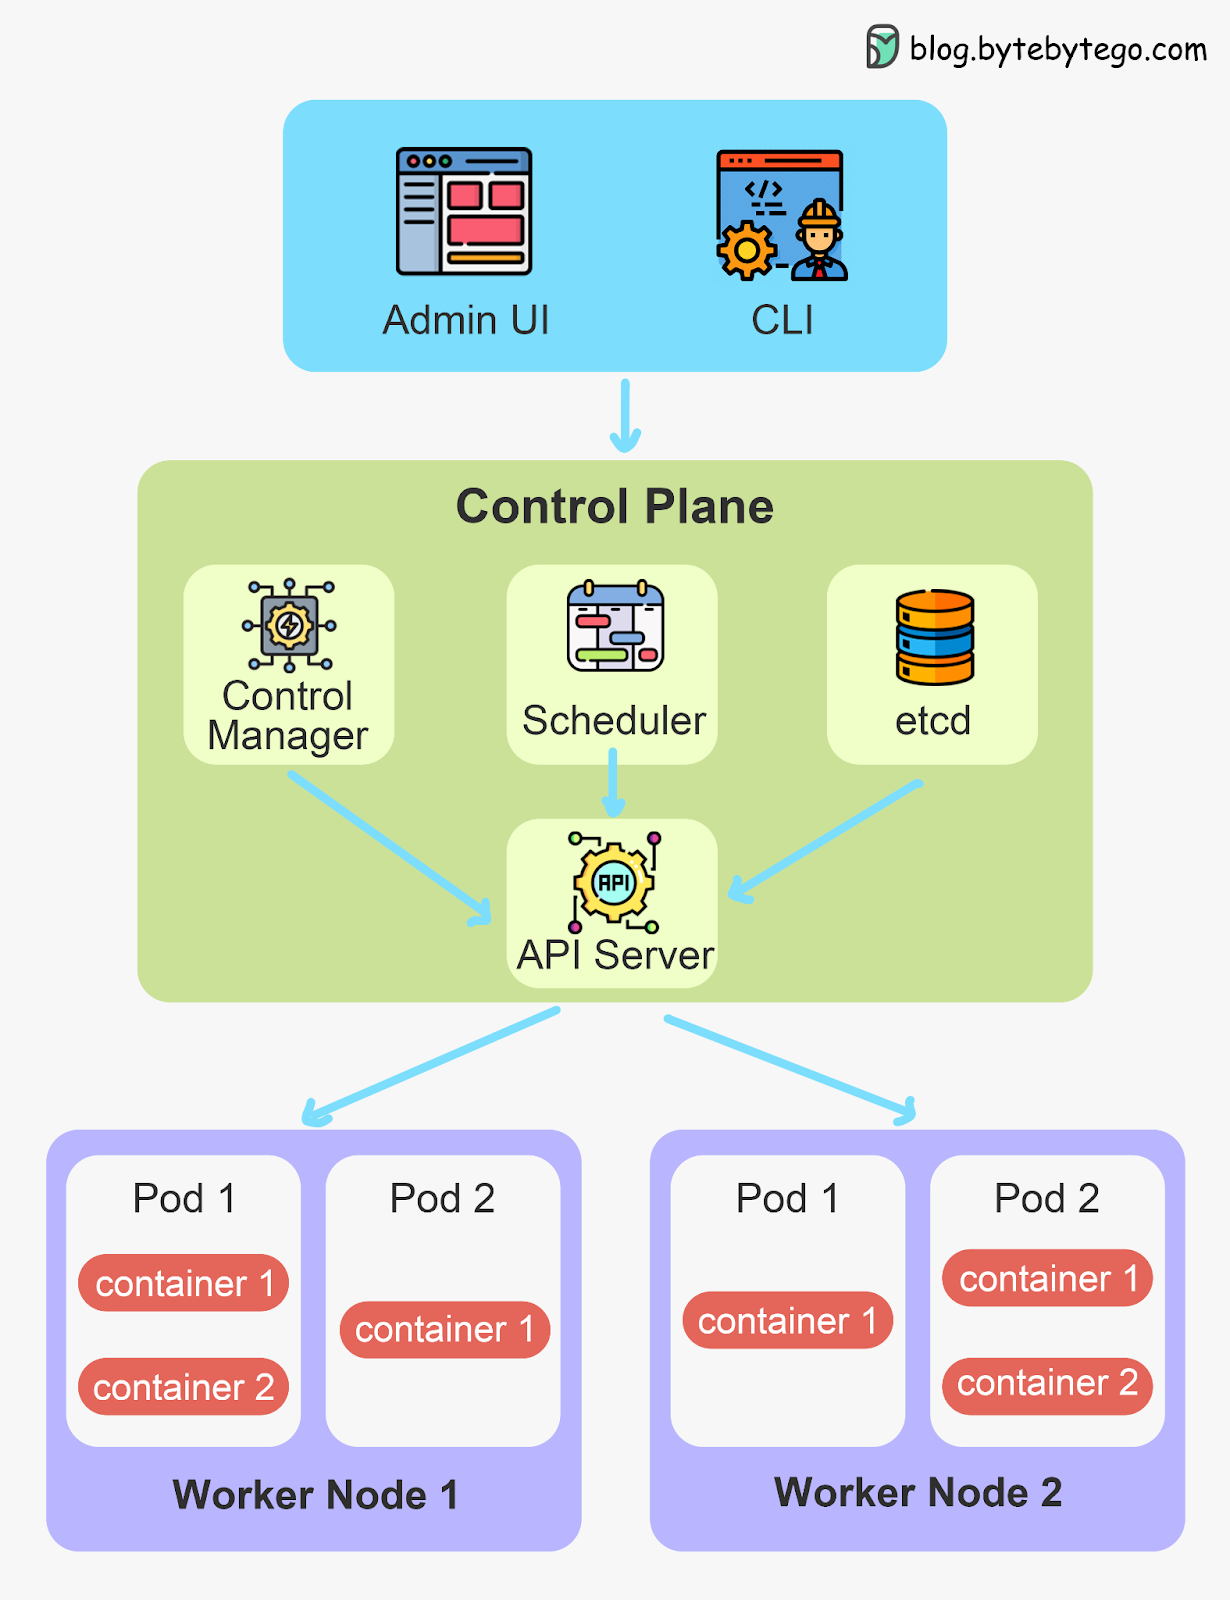 blog.bytebytego.com
Admin UI
CLI
Control Plane
Control
Manager
Scheduler
etcd
API
API Server
Pod 1
Pod 2
container 1
container 2
container 1
Worker Node 1
Pod 1
Pod 2
container 1
container 1
container 2
Worker Node 2